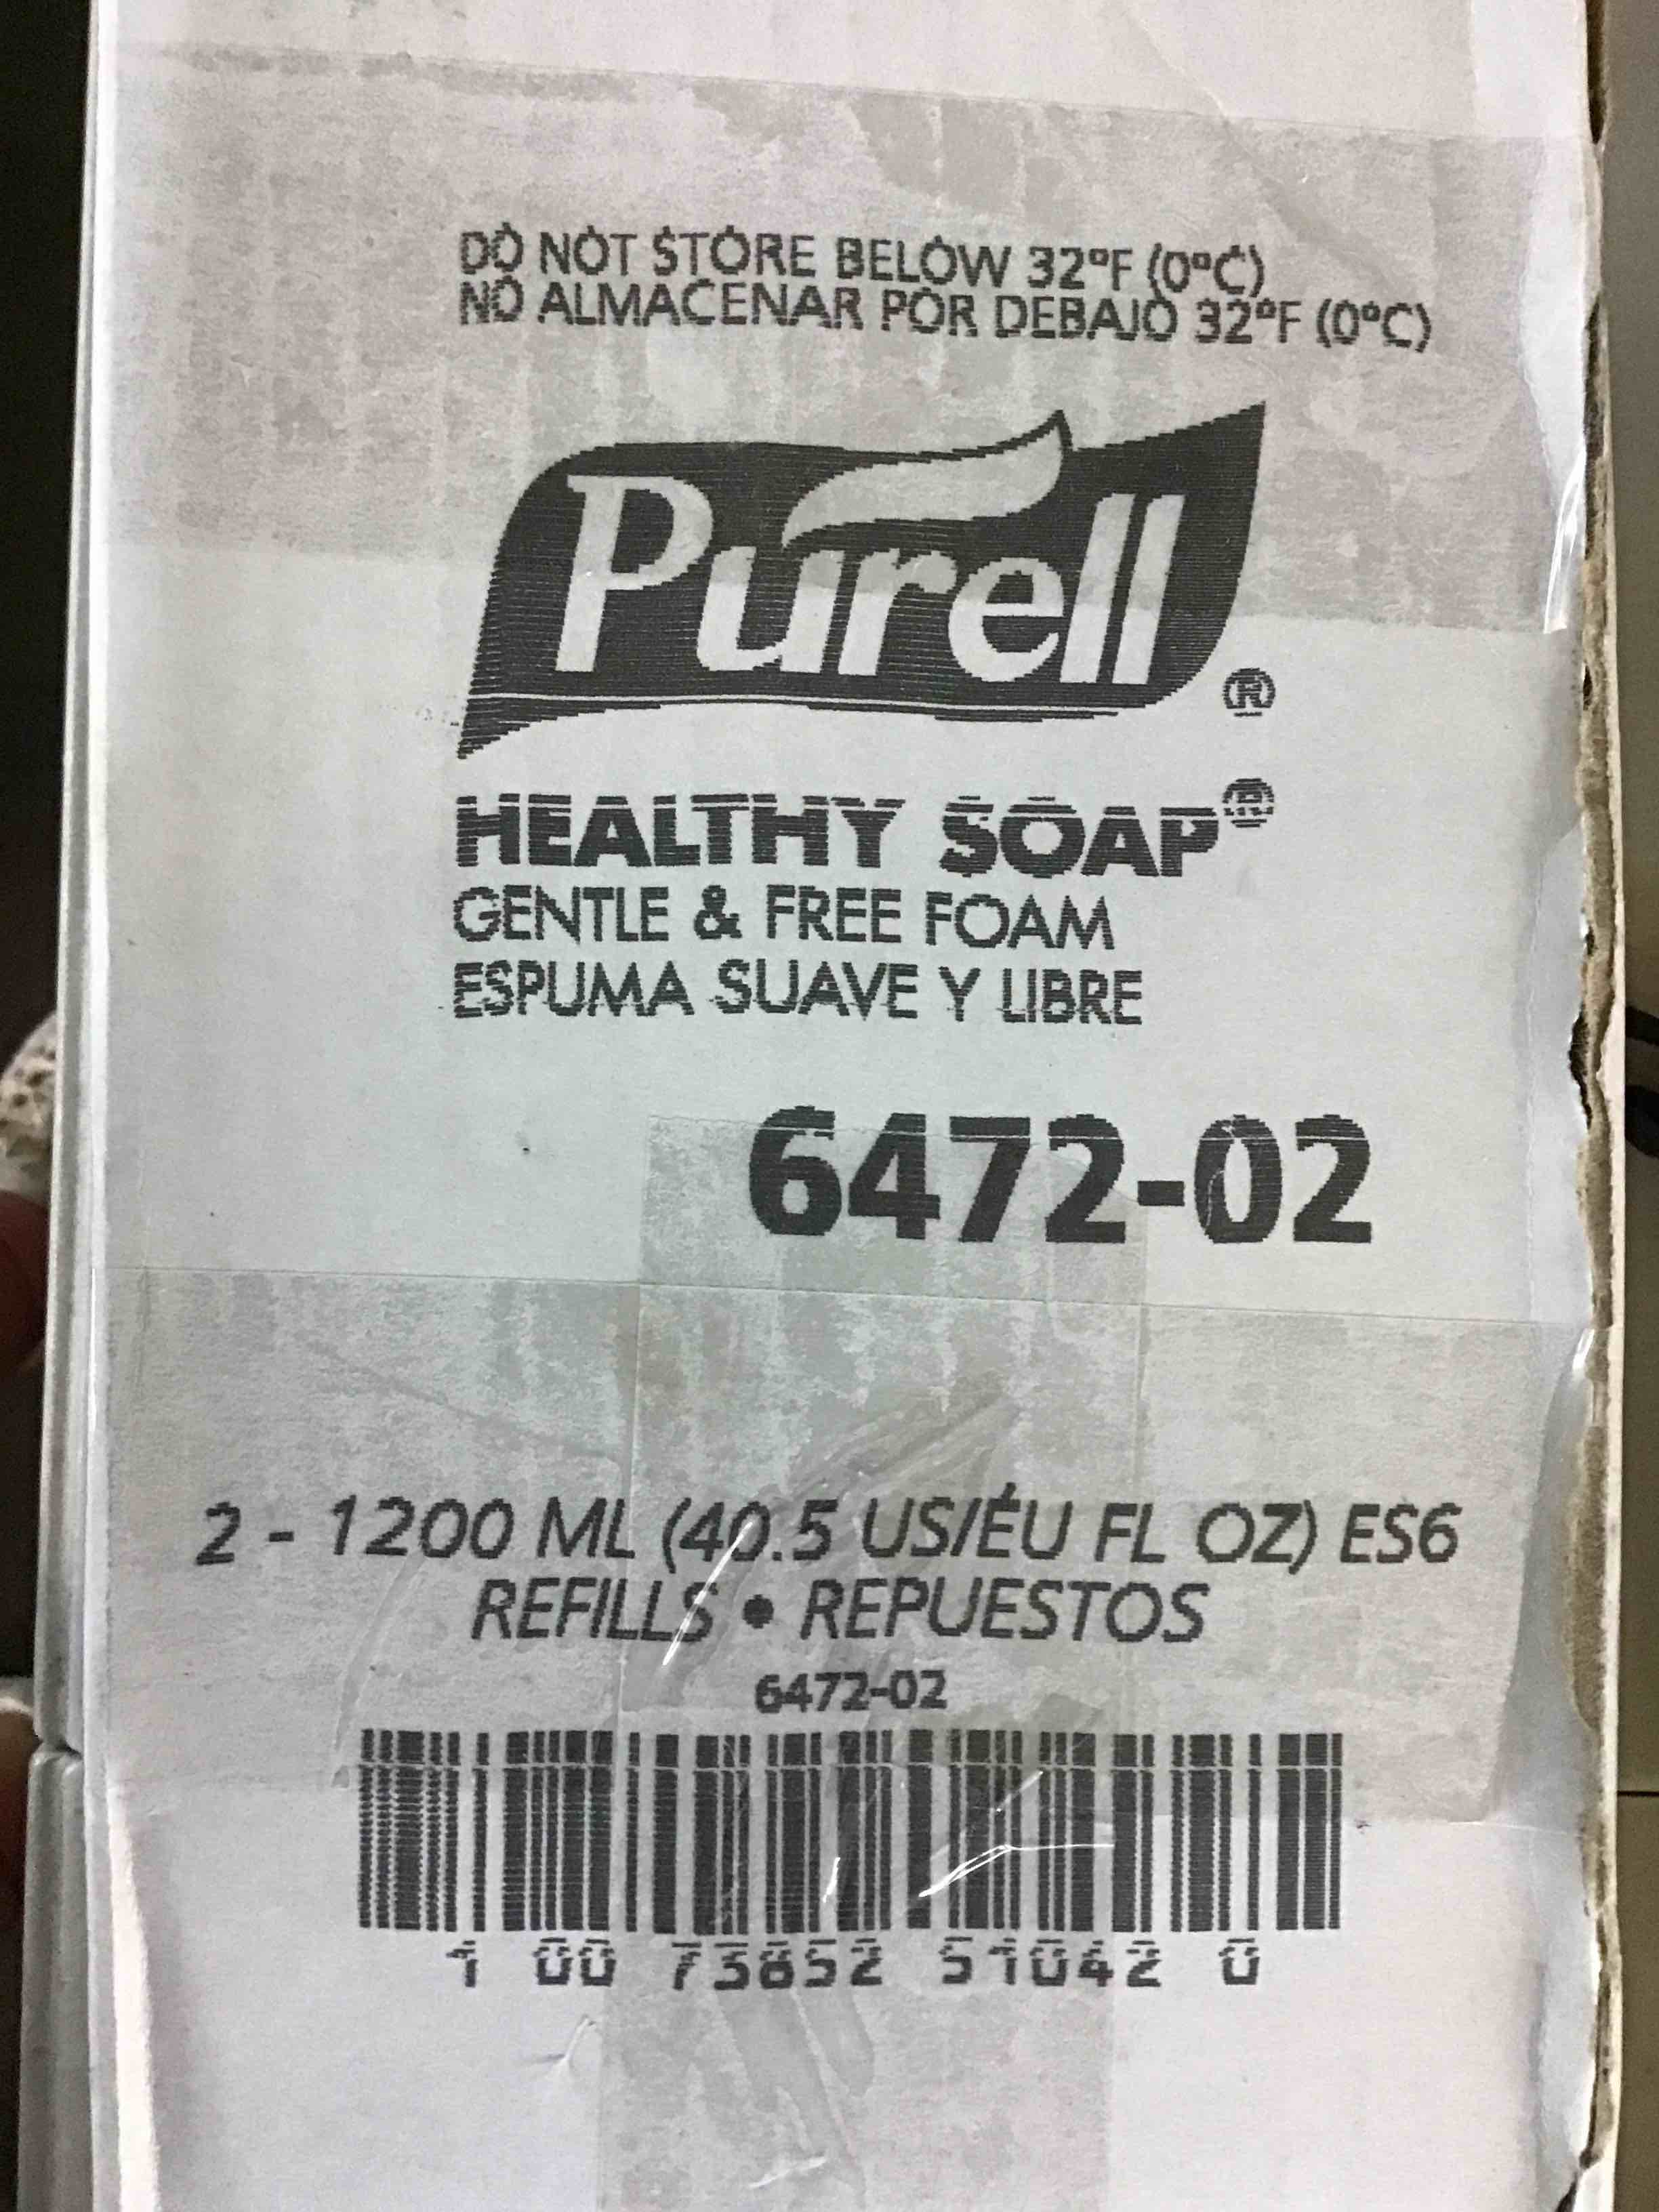 DO NOT STORE BELOW 32°F (0°C)
NO ALMACENAR POR DEBAJO 32°F (0°C)
Purell®
HEALTHY SOAP®
GENTLE & FREE FOAM
ESPUMA SUAVE Y LIBRE
6472-02
2 - 1200 ML (40.5 US/ÉU FL OZ) ES6
REFILLS • REPUESTOS
6472-02
1 00 73852 51042 0